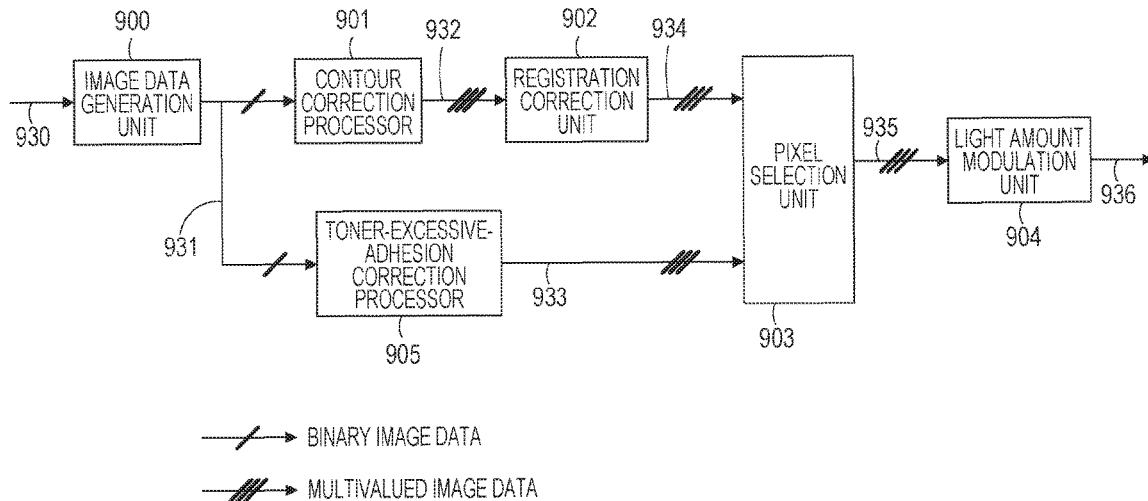 900
IMAGE DATA
GENERATION
UNIT
930
901
CONTOUR
CORRECTION
PROCESSOR
932
902
REGISTRATION
CORRECTION
UNIT
934
PIXEL
SELECTION
UNIT
903
935
LIGHT AMOUNT
MODULATION
UNIT
904
936
931
TONER-EXCESSIVE-
ADHESION
CORRECTION
PROCESSOR
905
933
BINARY IMAGE DATA
MULTIVALUED IMAGE DATA